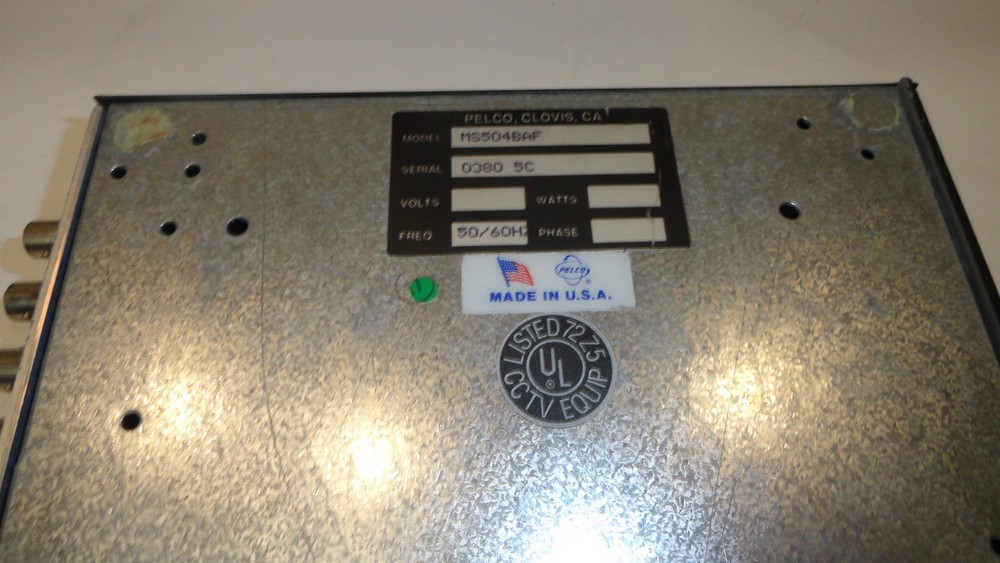 PELCO, CLOVIS, CA
MODEL MS504BAF
SERIAL 0380 5C
VOLTS WATTS
FREQ 50/60HZ PHASE
PELCO ®
MADE IN U.S.A.
LISTED 72Z5
UL ®
CCTV EQUIP